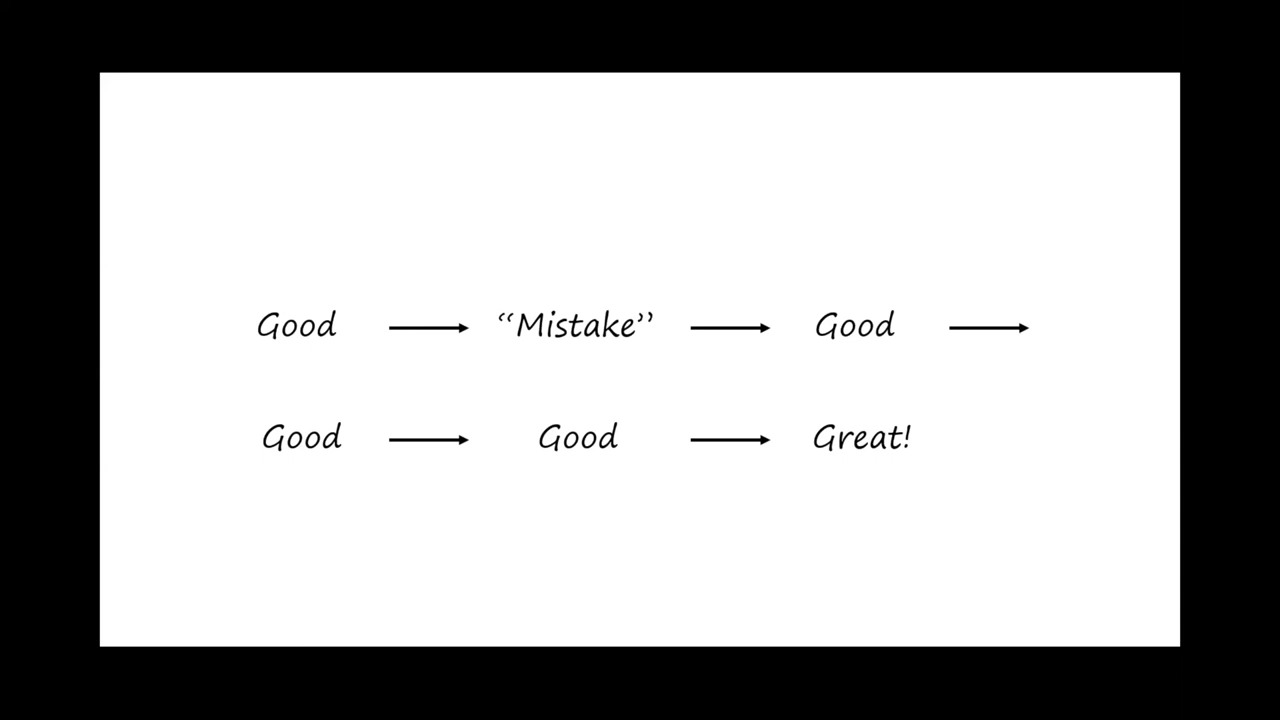 Good → “Mistake” → Good →
Good → Good → Great!